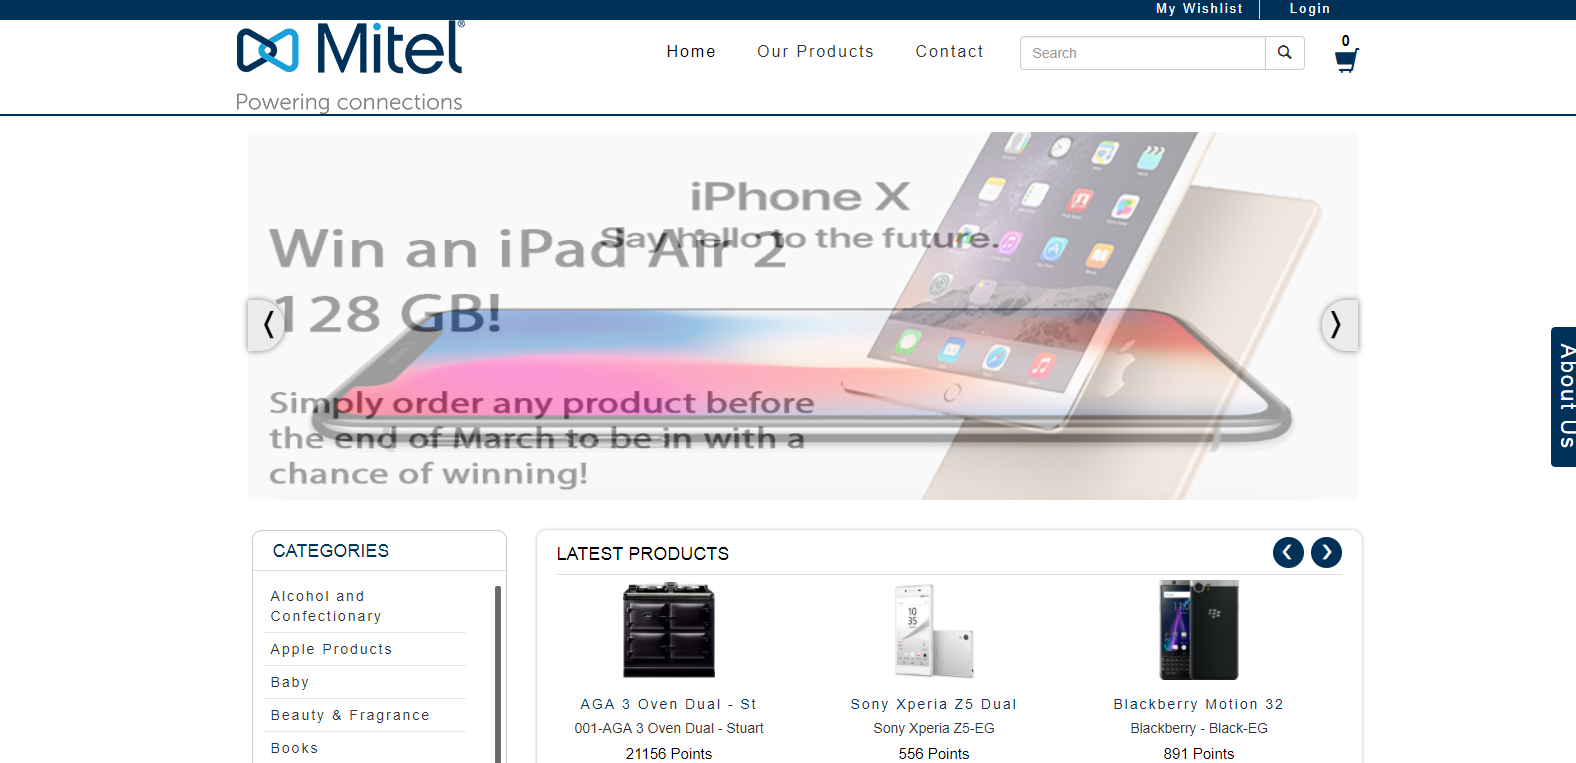 My Wishlist
Login
Mitel®
Powering connections
Home
Our Products
Contact
Search
0
iPhone X
Say hello to the future.
Win an iPad Air 2
128 GB!
Simply order any product before
the end of March to be in with a
chance of winning!
About Us
CATEGORIES
Alcohol and
Confectionary
Apple Products
Baby
Beauty & Fragrance
Books
LATEST PRODUCTS
AGA 3 Oven Dual - St
001-AGA 3 Oven Dual - Stuart
21156 Points
Sony Xperia Z5 Dual
Sony Xperia Z5-EG
556 Points
Blackberry Motion 32
Blackberry - Black-EG
891 Points